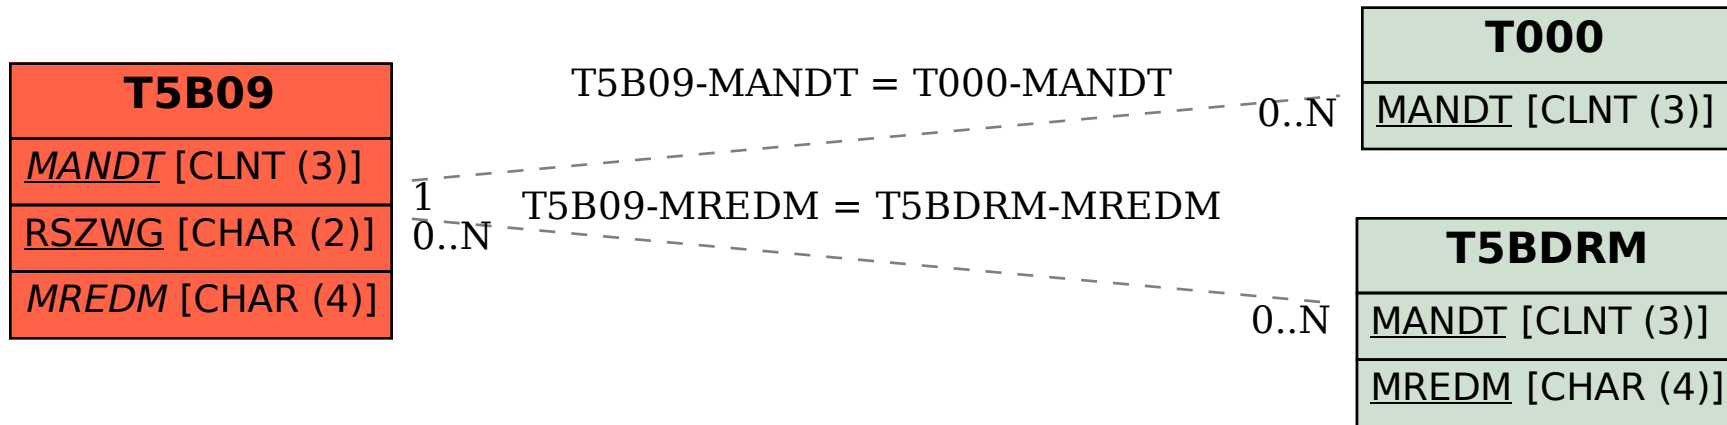 T5B09
MANDT [CLNT (3)]
RSZWG [CHAR (2)]
MREDM [CHAR (4)]
T5B09-MANDT = T000-MANDT
1
0..N
T5B09-MREDM = T5BDRM-MREDM
0..N
0..N
T000
MANDT [CLNT (3)]
T5BDRM
MANDT [CLNT (3)]
MREDM [CHAR (4)]